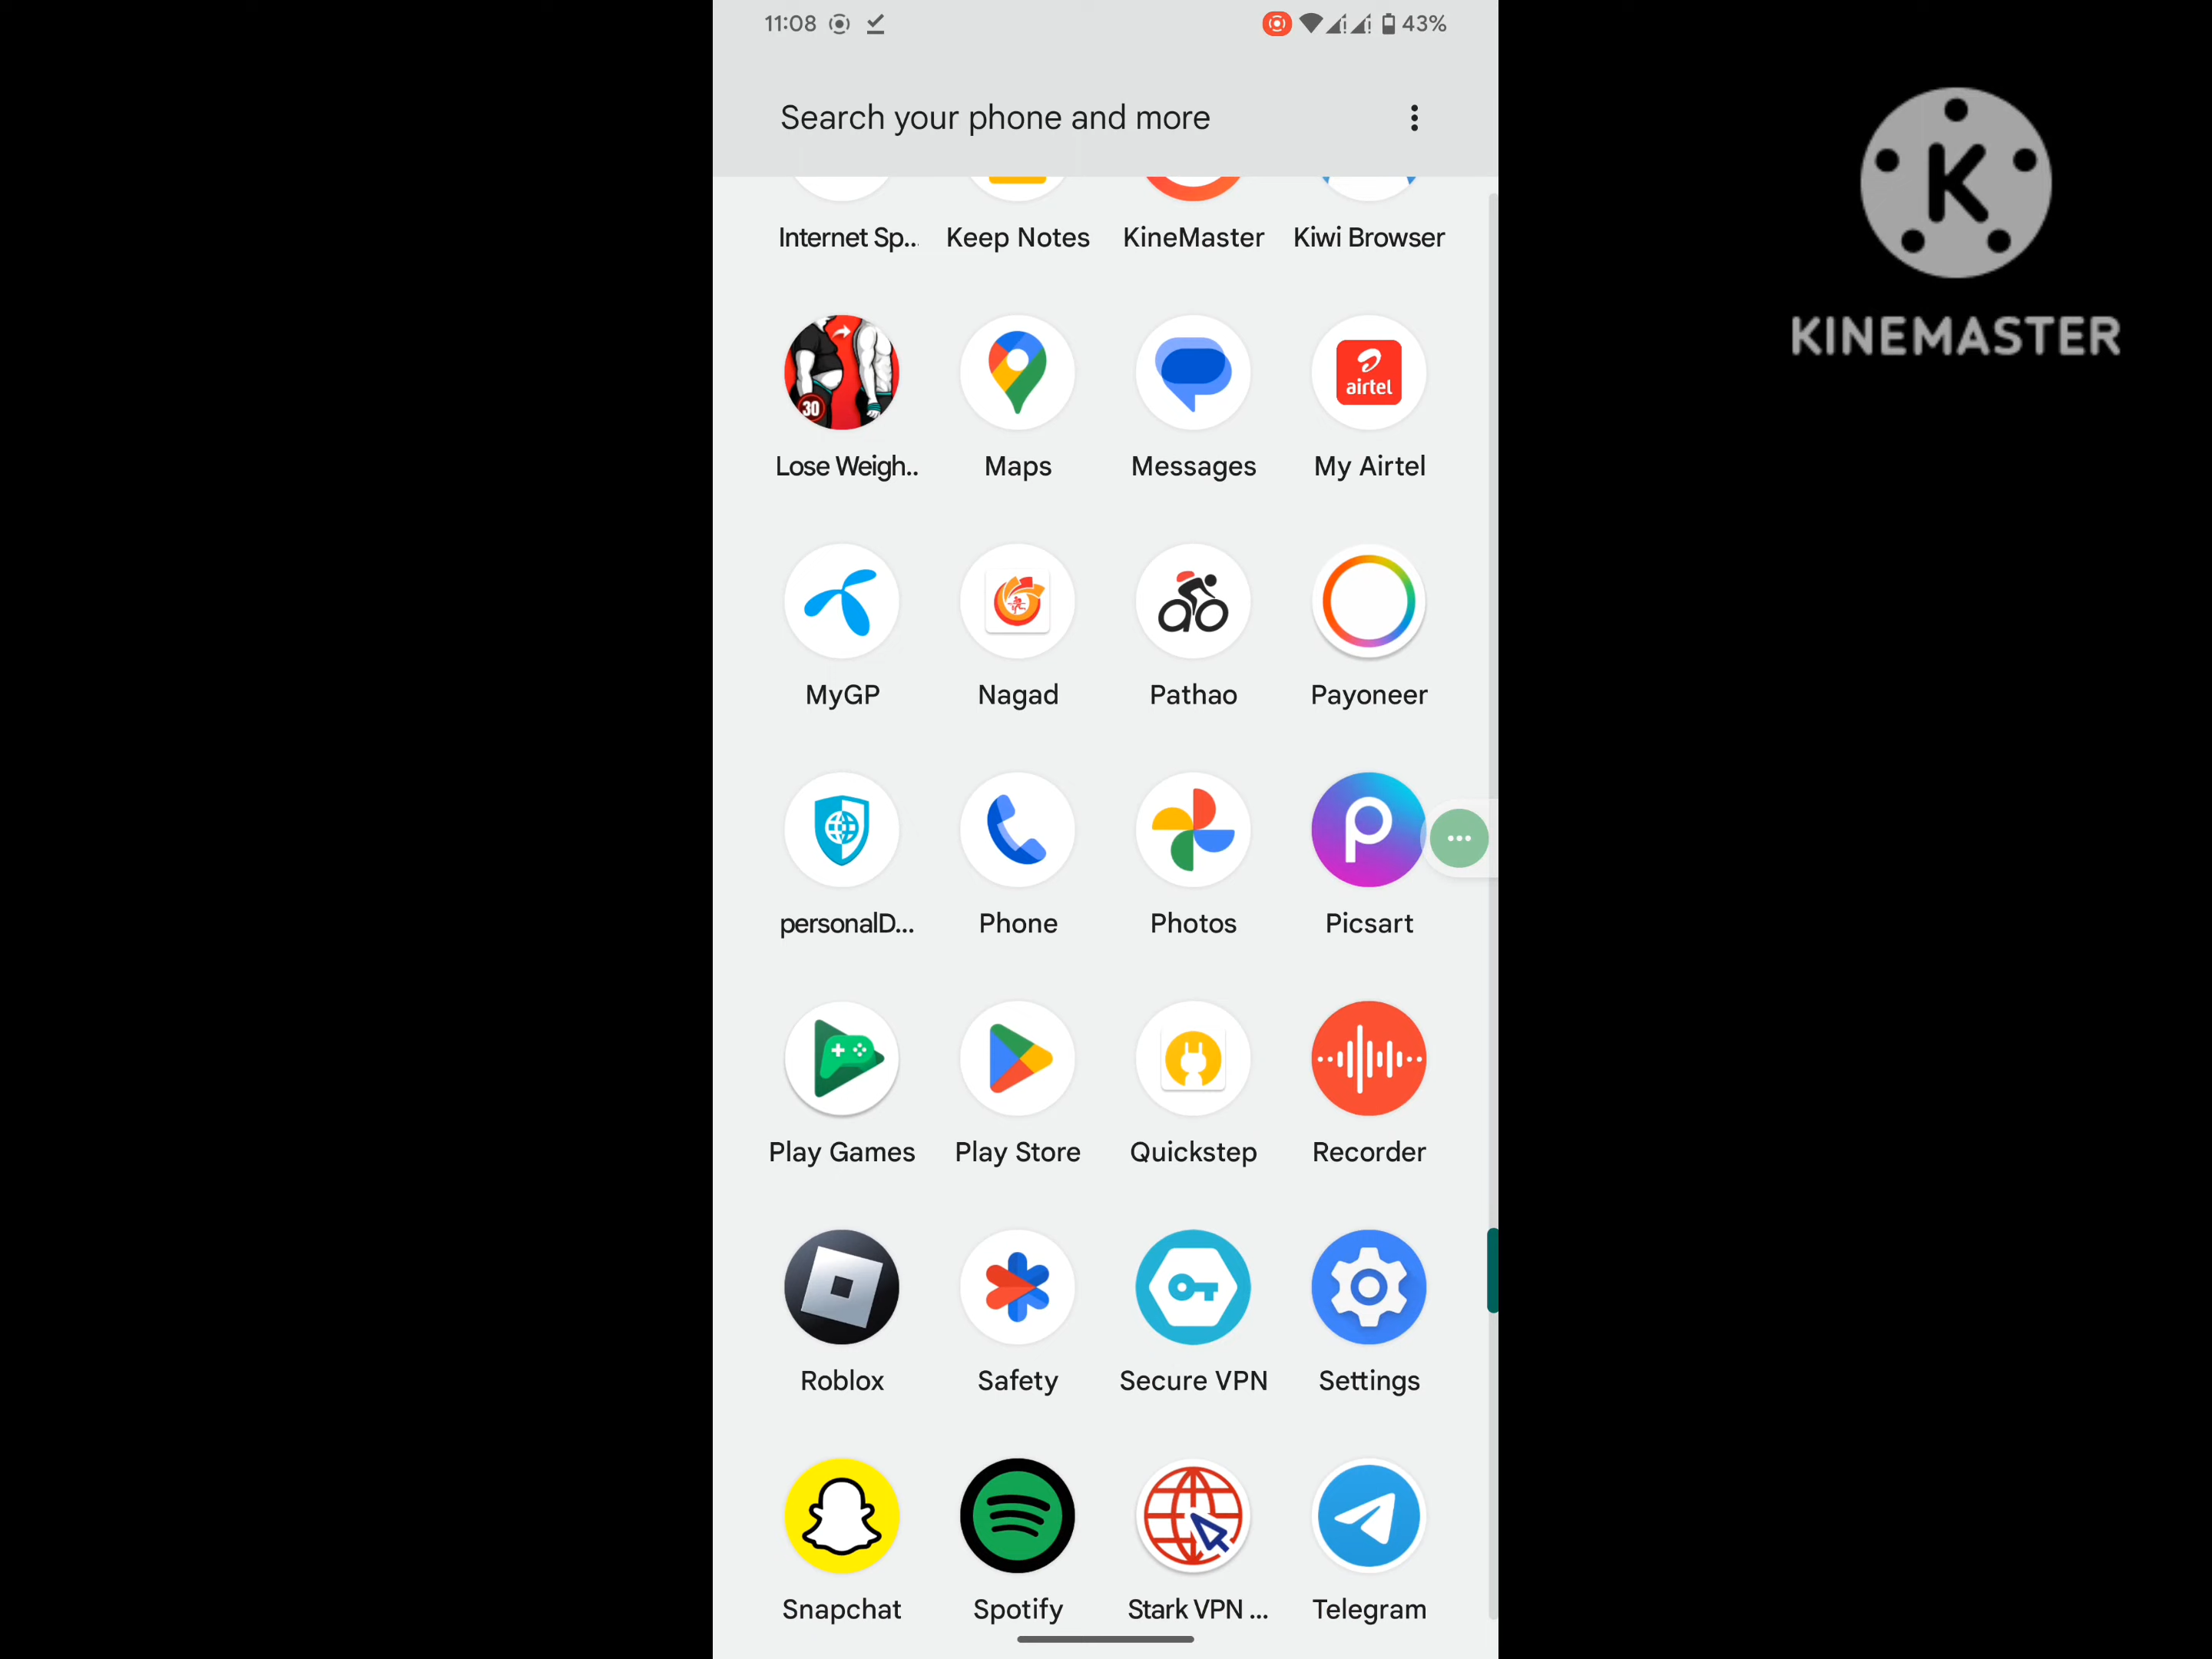 11:08
43%
Search your phone and more
K
KINEMASTER
Internet Sp..
Keep Notes
KineMaster
Kiwi Browser
30
airtel
Lose Weigh..
Maps
Messages
My Airtel
MyGP
Nagad
Pathao
Payoneer
personalD...
Phone
Photos
Picsart
Play Games
Play Store
Quickstep
Recorder
Roblox
Safety
Secure VPN
Settings
Snapchat
Spotify
Stark VPN ...
Telegram